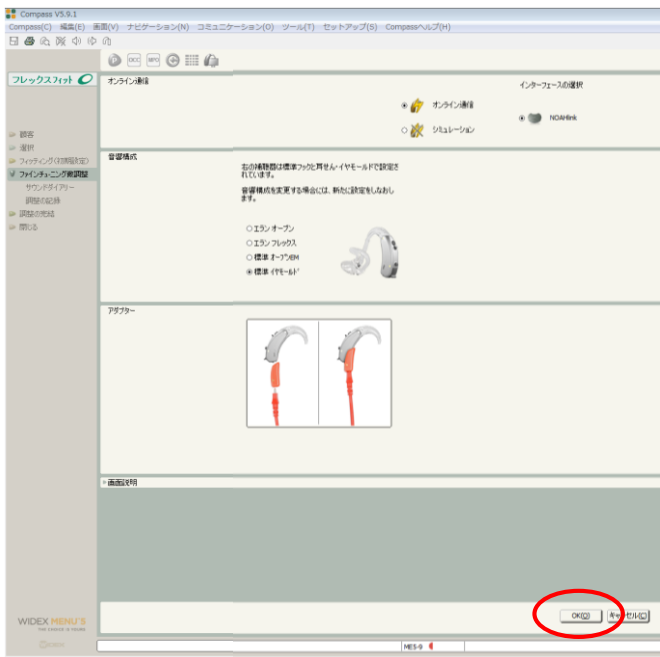 Compass V5.9.1
Compass(C) 編集(E) 画面(V) ナビゲーション(N) コミュニケーション(O) ツール(T) セットアップ(S) Compassヘルプ(H)
フレックスフィット
顧客
選択
フィッティング(初期設定)
ファインチューニング/微調整
サウンドダイアリー
調整の記録
調整の完結
閉じる
オンライン通信
インターフェースの選択
オンライン通信
NOAHlink
シミュレーション
音響構成
右の補聴器は標準フックと耳せん・イヤモールドで設定さ
れています。
音響構成を変更する場合には、新たに設定をしなおし
ます。
エラン オープン
エラン フレックス
標準 オープンEM
標準 イヤモールド
アダプター
画面説明
OK(O) キャンセル(C)
WIDEX MENU'S
THE CHOICE IS YOURS
WIDEX
ME5-9